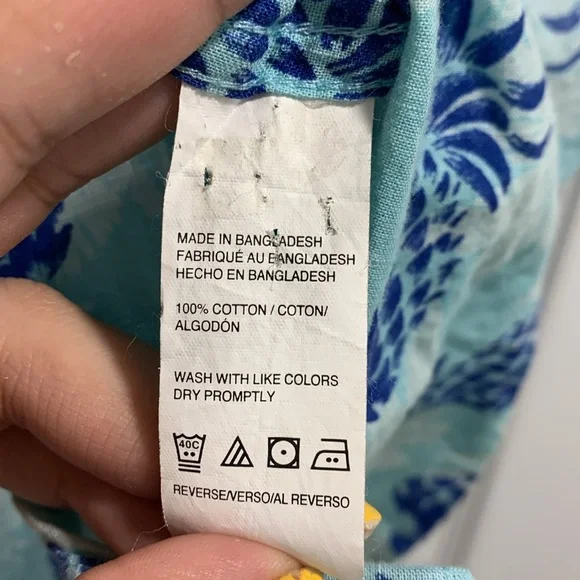 MADE IN BANGLADESH
FABRIQUÉ AU BANGLADESH
HECHO EN BANGLADESH
100% COTTON / COTON/
ALGODÓN
WASH WITH LIKE COLORS
DRY PROMPTLY
40C
REVERSE/VERSO/AL REVERSO